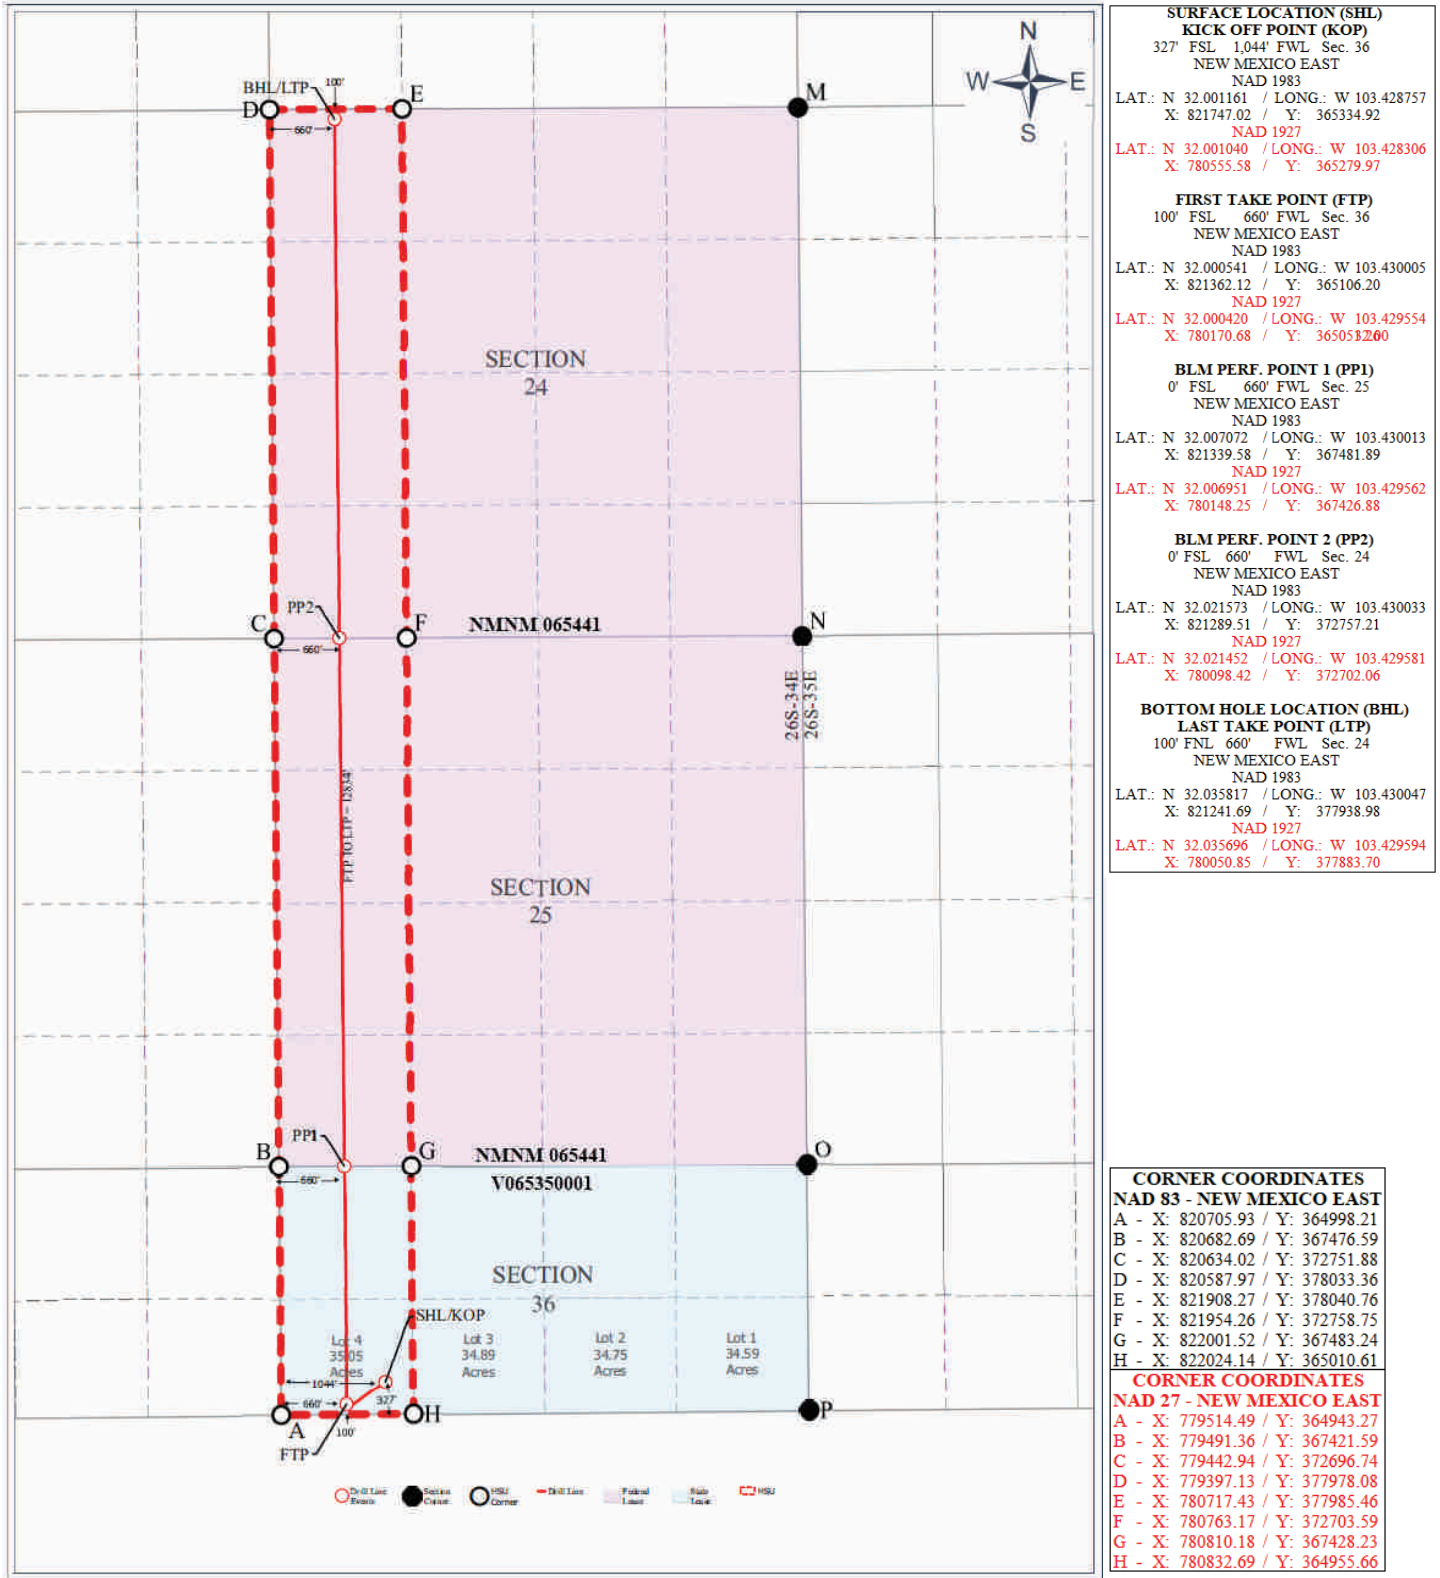 N
W E
S
BHL/LTP
100'
D
E
M
660'
SECTION
24
PP2
C
F
NMNM 065441
N
660'
26S-34E
26S-35E
FTP TO LTP = 12834'
SECTION
25
PP1
B
G
NMNM 065441
O
660'
V065350001
SECTION
36
SHL/KOP
Lot 4
35.05
Acres
Lot 3
34.89
Acres
Lot 2
34.75
Acres
Lot 1
34.59
Acres
1044'
660'
327'
A
H
P
100'
FTP
Drill Line
Events
Section
Corner
HSU
Corner
Drill Line
Federal
Lease
State
Lease
HSU
SURFACE LOCATION (SHL)
KICK OFF POINT (KOP)
327' FSL 1,044' FWL Sec. 36
NEW MEXICO EAST
NAD 1983
LAT.: N 32.001161 / LONG.: W 103.428757
X: 821747.02 / Y: 365334.92
NAD 1927
LAT.: N 32.001040 / LONG.: W 103.428306
X: 780555.58 / Y: 365279.97
FIRST TAKE POINT (FTP)
100' FSL 660' FWL Sec. 36
NEW MEXICO EAST
NAD 1983
LAT.: N 32.000541 / LONG.: W 103.430005
X: 821362.12 / Y: 365106.20
NAD 1927
LAT.: N 32.000420 / LONG.: W 103.429554
X: 780170.68 / Y:
BLM PERF. POINT 1 (PP1)
0' FSL 660' FWL Sec. 25
NEW MEXICO EAST
NAD 1983
LAT.: N 32.007072 / LONG.: W 103.430013
X: 821339.58 / Y: 367481.89
NAD 1927
LAT.: N 32.006951 / LONG.: W 103.429562
X: 780148.25 / Y: 367426.88
BLM PERF. POINT 2 (PP2)
0' FSL 660' FWL Sec. 24
NEW MEXICO EAST
NAD 1983
LAT.: N 32.021573 / LONG.: W 103.430033
X: 821289.51 / Y: 372757.21
NAD 1927
LAT.: N 32.021452 / LONG.: W 103.429581
X: 780098.42 / Y: 372702.06
BOTTOM HOLE LOCATION (BHL)
LAST TAKE POINT (LTP)
100' FNL 660' FWL Sec. 24
NEW MEXICO EAST
NAD 1983
LAT.: N 32.035817 / LONG.: W 103.430047
X: 821241.69 / Y: 377938.98
NAD 1927
LAT.: N 32.035696 / LONG.: W 103.429594
X: 780050.85 / Y: 377883.70
CORNER COORDINATES
NAD 83 - NEW MEXICO EAST
A - X: 820705.93 / Y: 364998.21
B - X: 820682.69 / Y: 367476.59
C - X: 820634.02 / Y: 372751.88
D - X: 820587.97 / Y: 378033.36
E - X: 821908.27 / Y: 378040.76
F - X: 821954.26 / Y: 372758.75
G - X: 822001.52 / Y: 367483.24
H - X: 822024.14 / Y: 365010.61
CORNER COORDINATES
NAD 27 - NEW MEXICO EAST
A - X: 779514.49 / Y: 364943.27
B - X: 779491.36 / Y: 367421.59
C - X: 779442.94 / Y: 372696.74
D - X: 779397.13 / Y: 377978.08
E - X: 780717.43 / Y: 377985.46
F - X: 780763.17 / Y: 372703.59
G - X: 780810.18 / Y: 367428.23
H - X: 780832.69 / Y: 364955.66